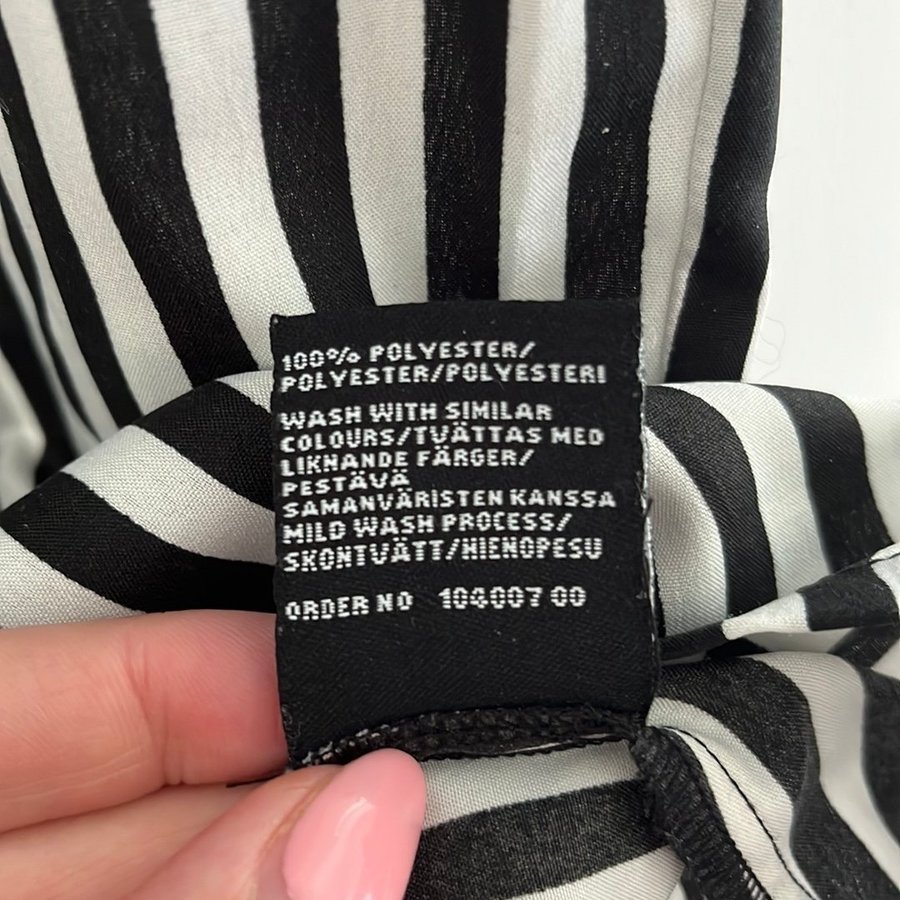 100% POLYESTER/
POLYESTER/POLYESTERI
WASH WITH SIMILAR
COLOURS/TVÄTTAS MED
LIKNANDE FÄRGER/
PESTÄVÄ
SAMANVÄRISTEN KANSSA
MILD WASH PROCESS/
SKONTVÄTT/HIENOPESU
ORDER NO 104007 00